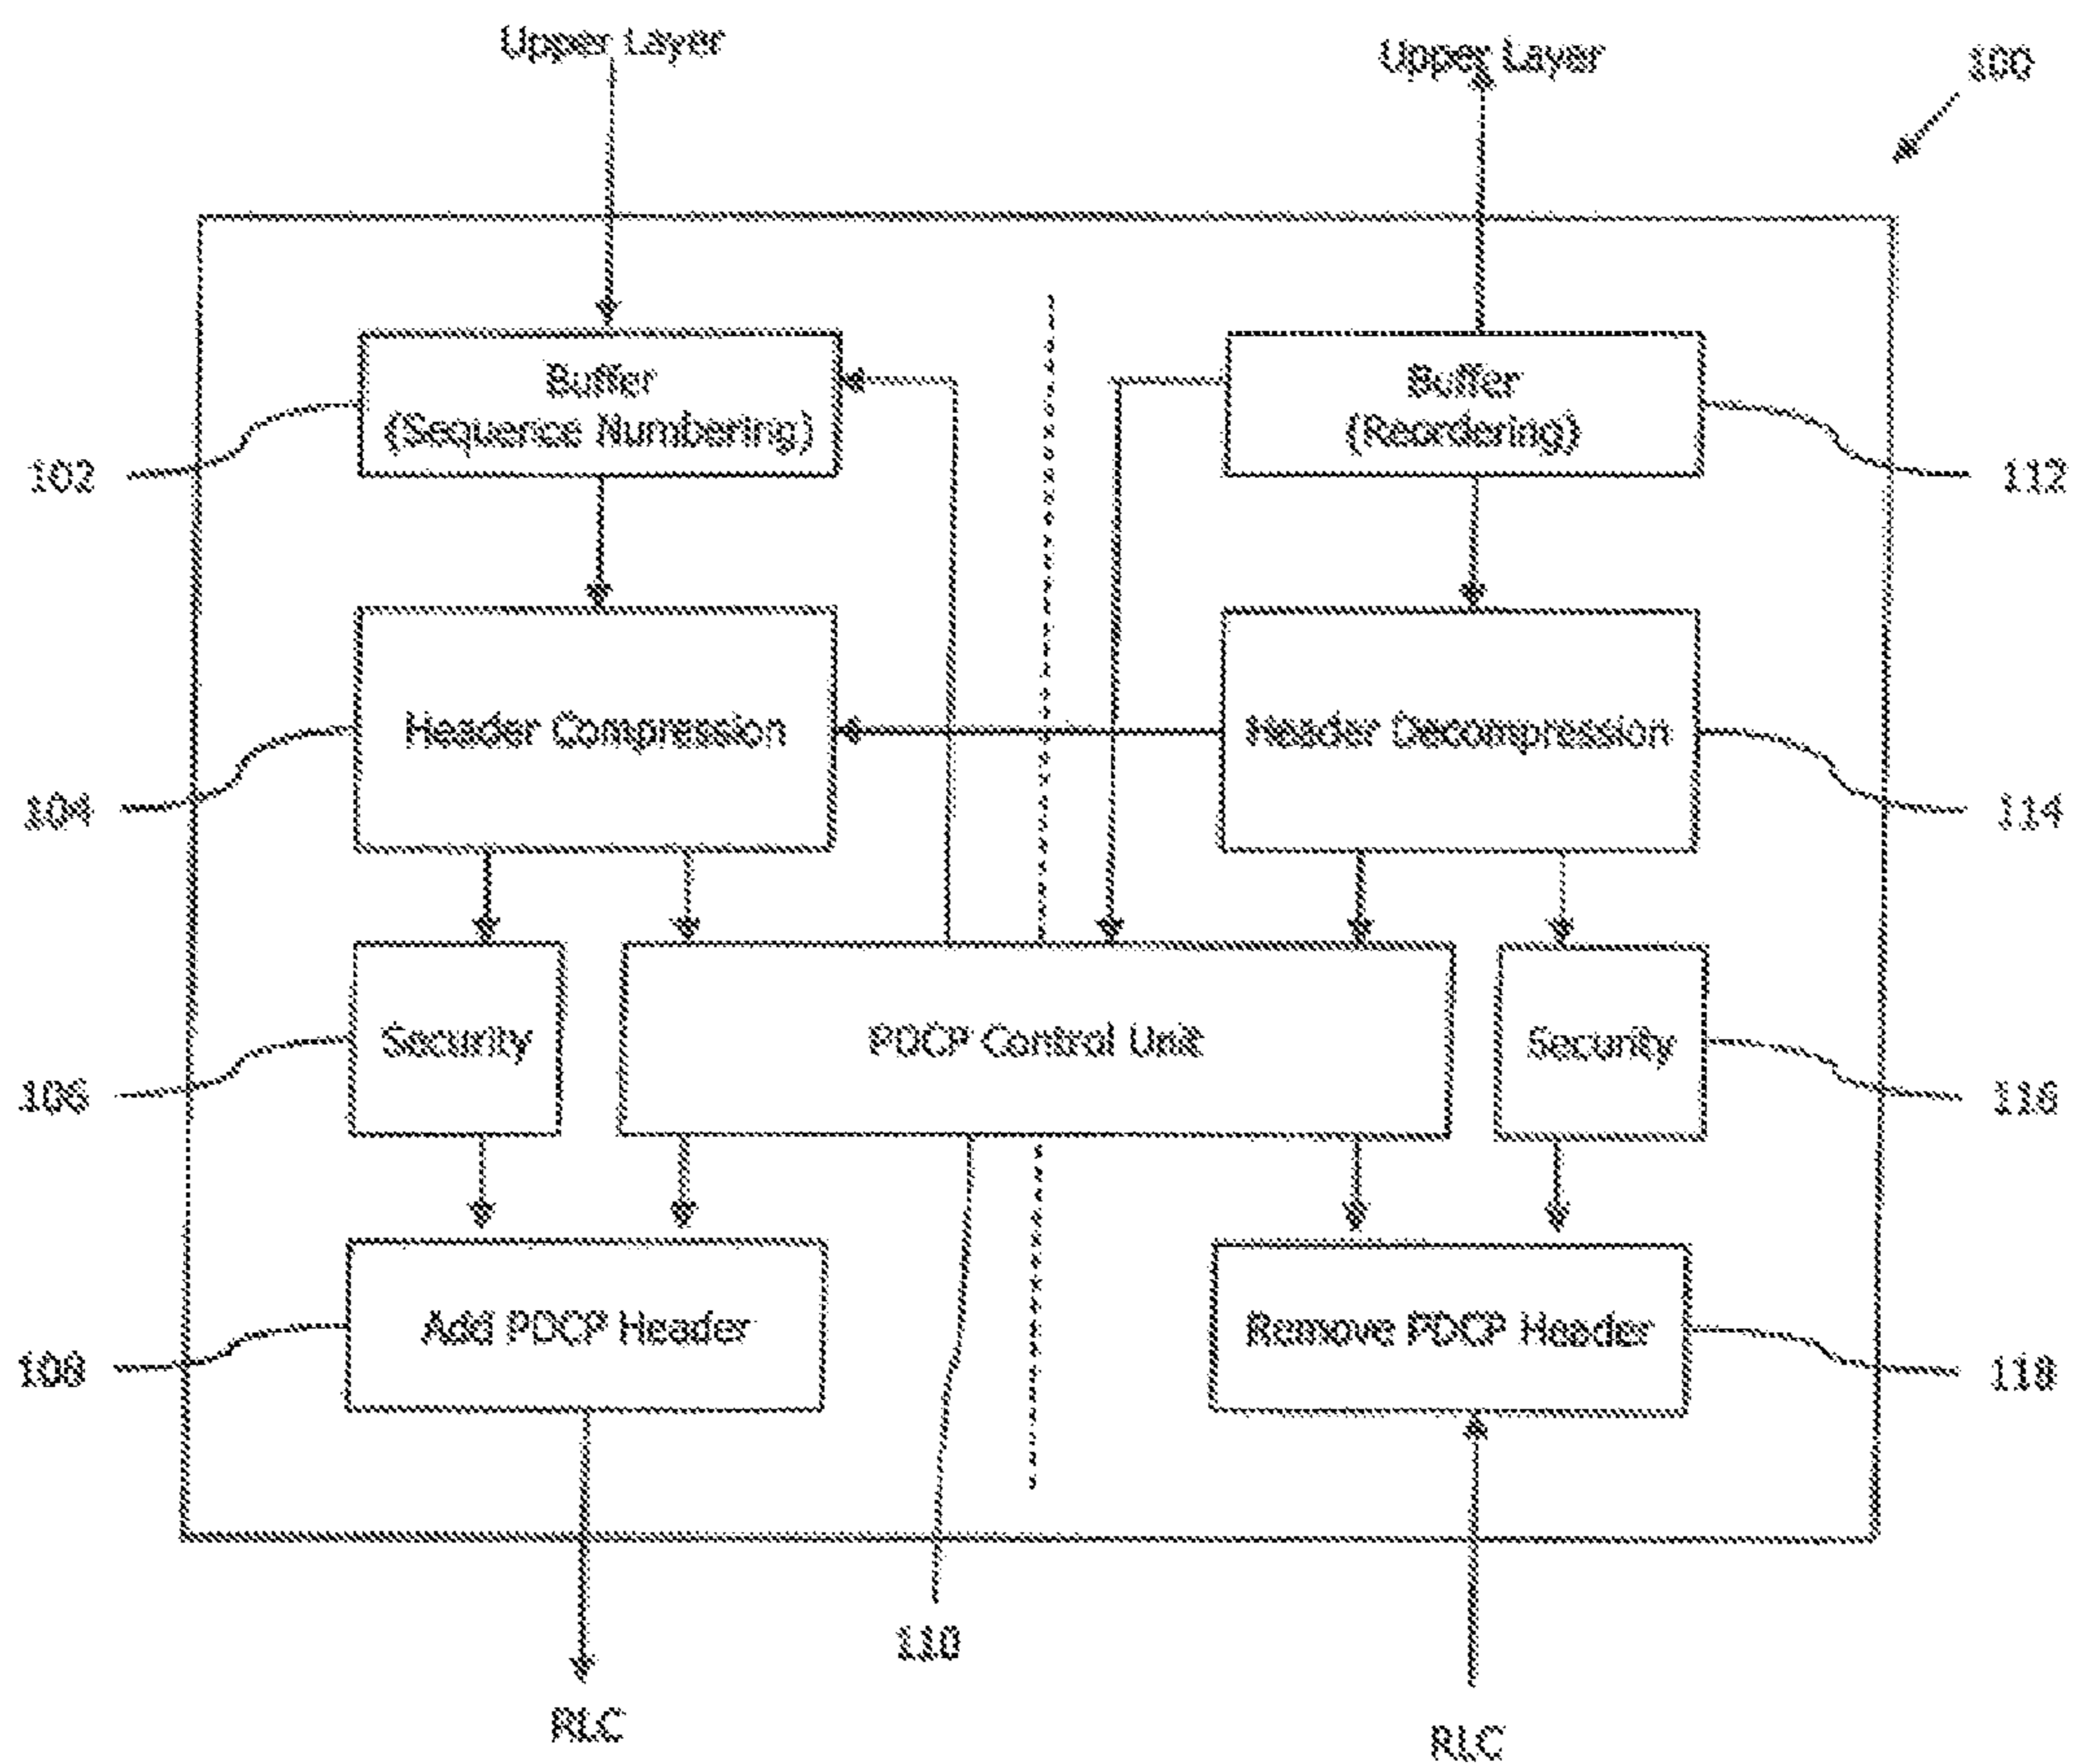 Upper Layer
Upper Layer
100
Buffer
(Sequence Numbering)
Buffer
(Reordering)
102
112
Header Compression
Header Decompression
104
114
Security
PDCP Control Unit
Security
106
116
Add PDCP Header
Remove PDCP Header
108
118
110
RLC
RLC